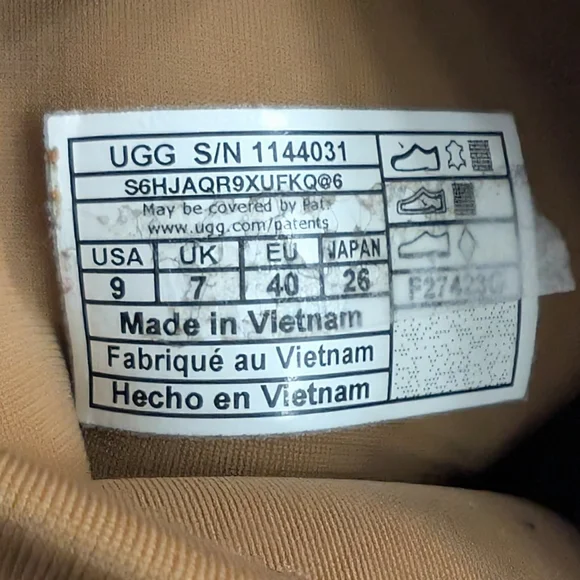 UGG S/N 1144031
S6HJAQR9XUFKQ@6
May be covered by Pats
www.ugg.com/patents
USA UK EU JAPAN
9 7 40 26
Made in Vietnam
Fabriqué au Vietnam
Hecho en Vietnam